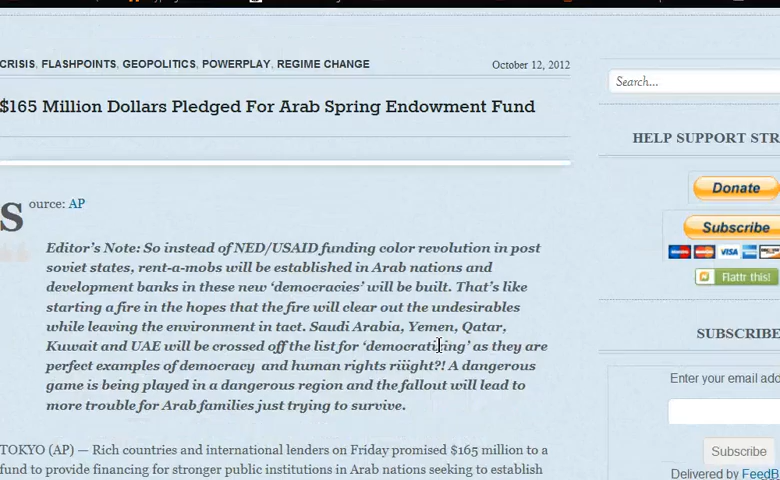 CRISIS, FLASHPOINTS, GEOPOLITICS, POWERPLAY, REGIME CHANGE
October 12, 2012
$165 Million Dollars Pledged For Arab Spring Endowment Fund
Source: AP
Editor's Note: So instead of NED/USAID funding color revolution in post
soviet states, rent-a-mobs will be established in Arab nations and
development banks in these new 'democracies' will be built. That's like
starting a fire in the hopes that the fire will clear out the undesirables
while leaving the environment in tact. Saudi Arabia, Yemen, Qatar,
Kuwait and UAE will be crossed off the list for 'democratizing' as they are
perfect examples of democracy and human rights riiight?! A dangerous
game is being played in a dangerous region and the fallout will lead to
more trouble for Arab families just trying to survive.
TOKYO (AP) — Rich countries and international lenders on Friday promised $165 million to a
fund to provide financing for stronger public institutions in Arab nations seeking to establish
Search...
HELP SUPPORT STR
Donate
Subscribe
VISA
Flattr this!
SUBSCRIBE
Enter your email add
Subscribe
Delivered by FeedB